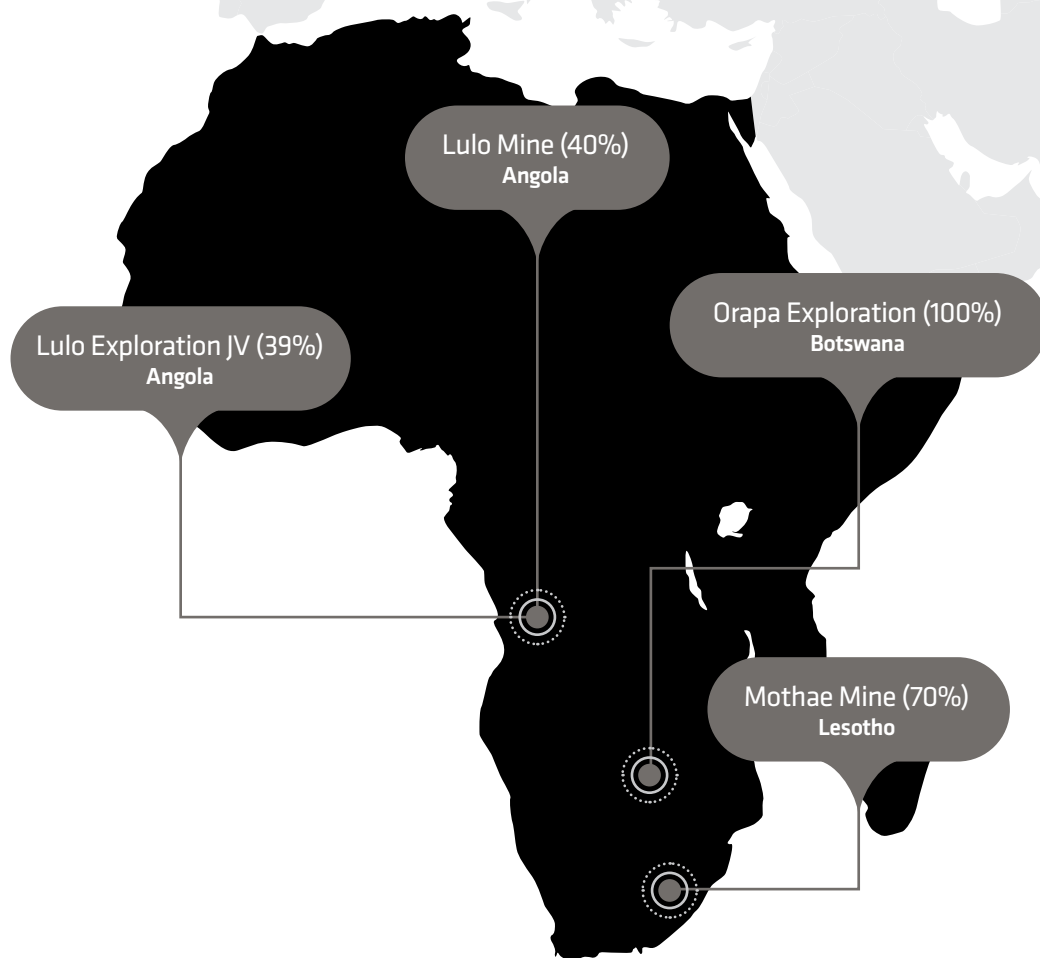 Lulo Mine (40%)
Angola
Orapa Exploration (100%)
Botswana
Lulo Exploration JV (39%)
Angola
Mothae Mine (70%)
Lesotho